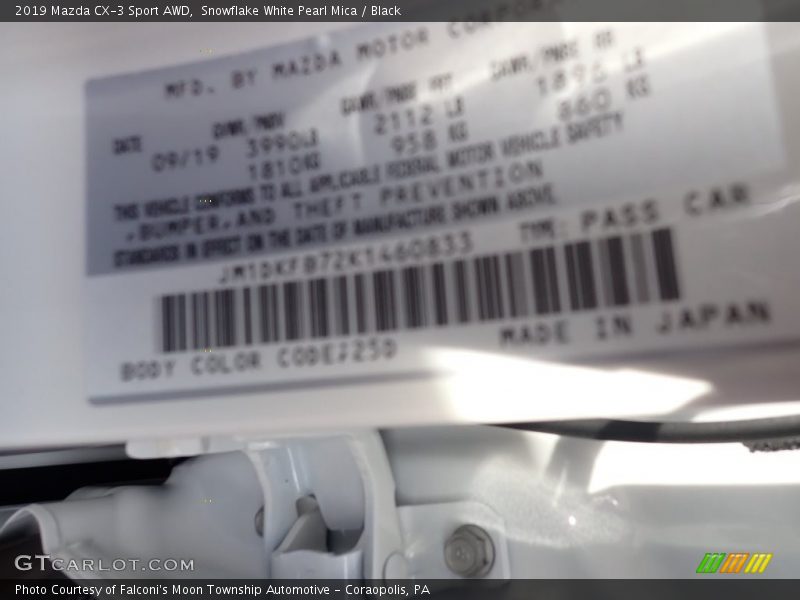 2019 Mazda CX-3 Sport AWD,  Snowflake White Pearl Mica / Black
MFD. BY MAZDA MOTOR CORPORATION
DATE GVWR/PNBV GAWR/PNBE FRT GAWR/PNBE RR
09/19 3990LB 2112 LB 1896 LB
1810KG 958 KG 860 KG
THIS VEHICLE CONFORMS TO ALL APPLICABLE FEDERAL MOTOR VEHICLE SAFETY
,BUMPER,AND THEFT PREVENTION
STANDARDS IN EFFECT ON THE DATE OF MANUFACTURE SHOWN ABOVE.
JM1DKFB72K1460833 TYPE: PASS CAR
BODY COLOR CODE:25D MADE IN JAPAN
GTCARLOT.COM
Photo Courtesy of Falconi's Moon Township Automotive - Coraopolis, PA